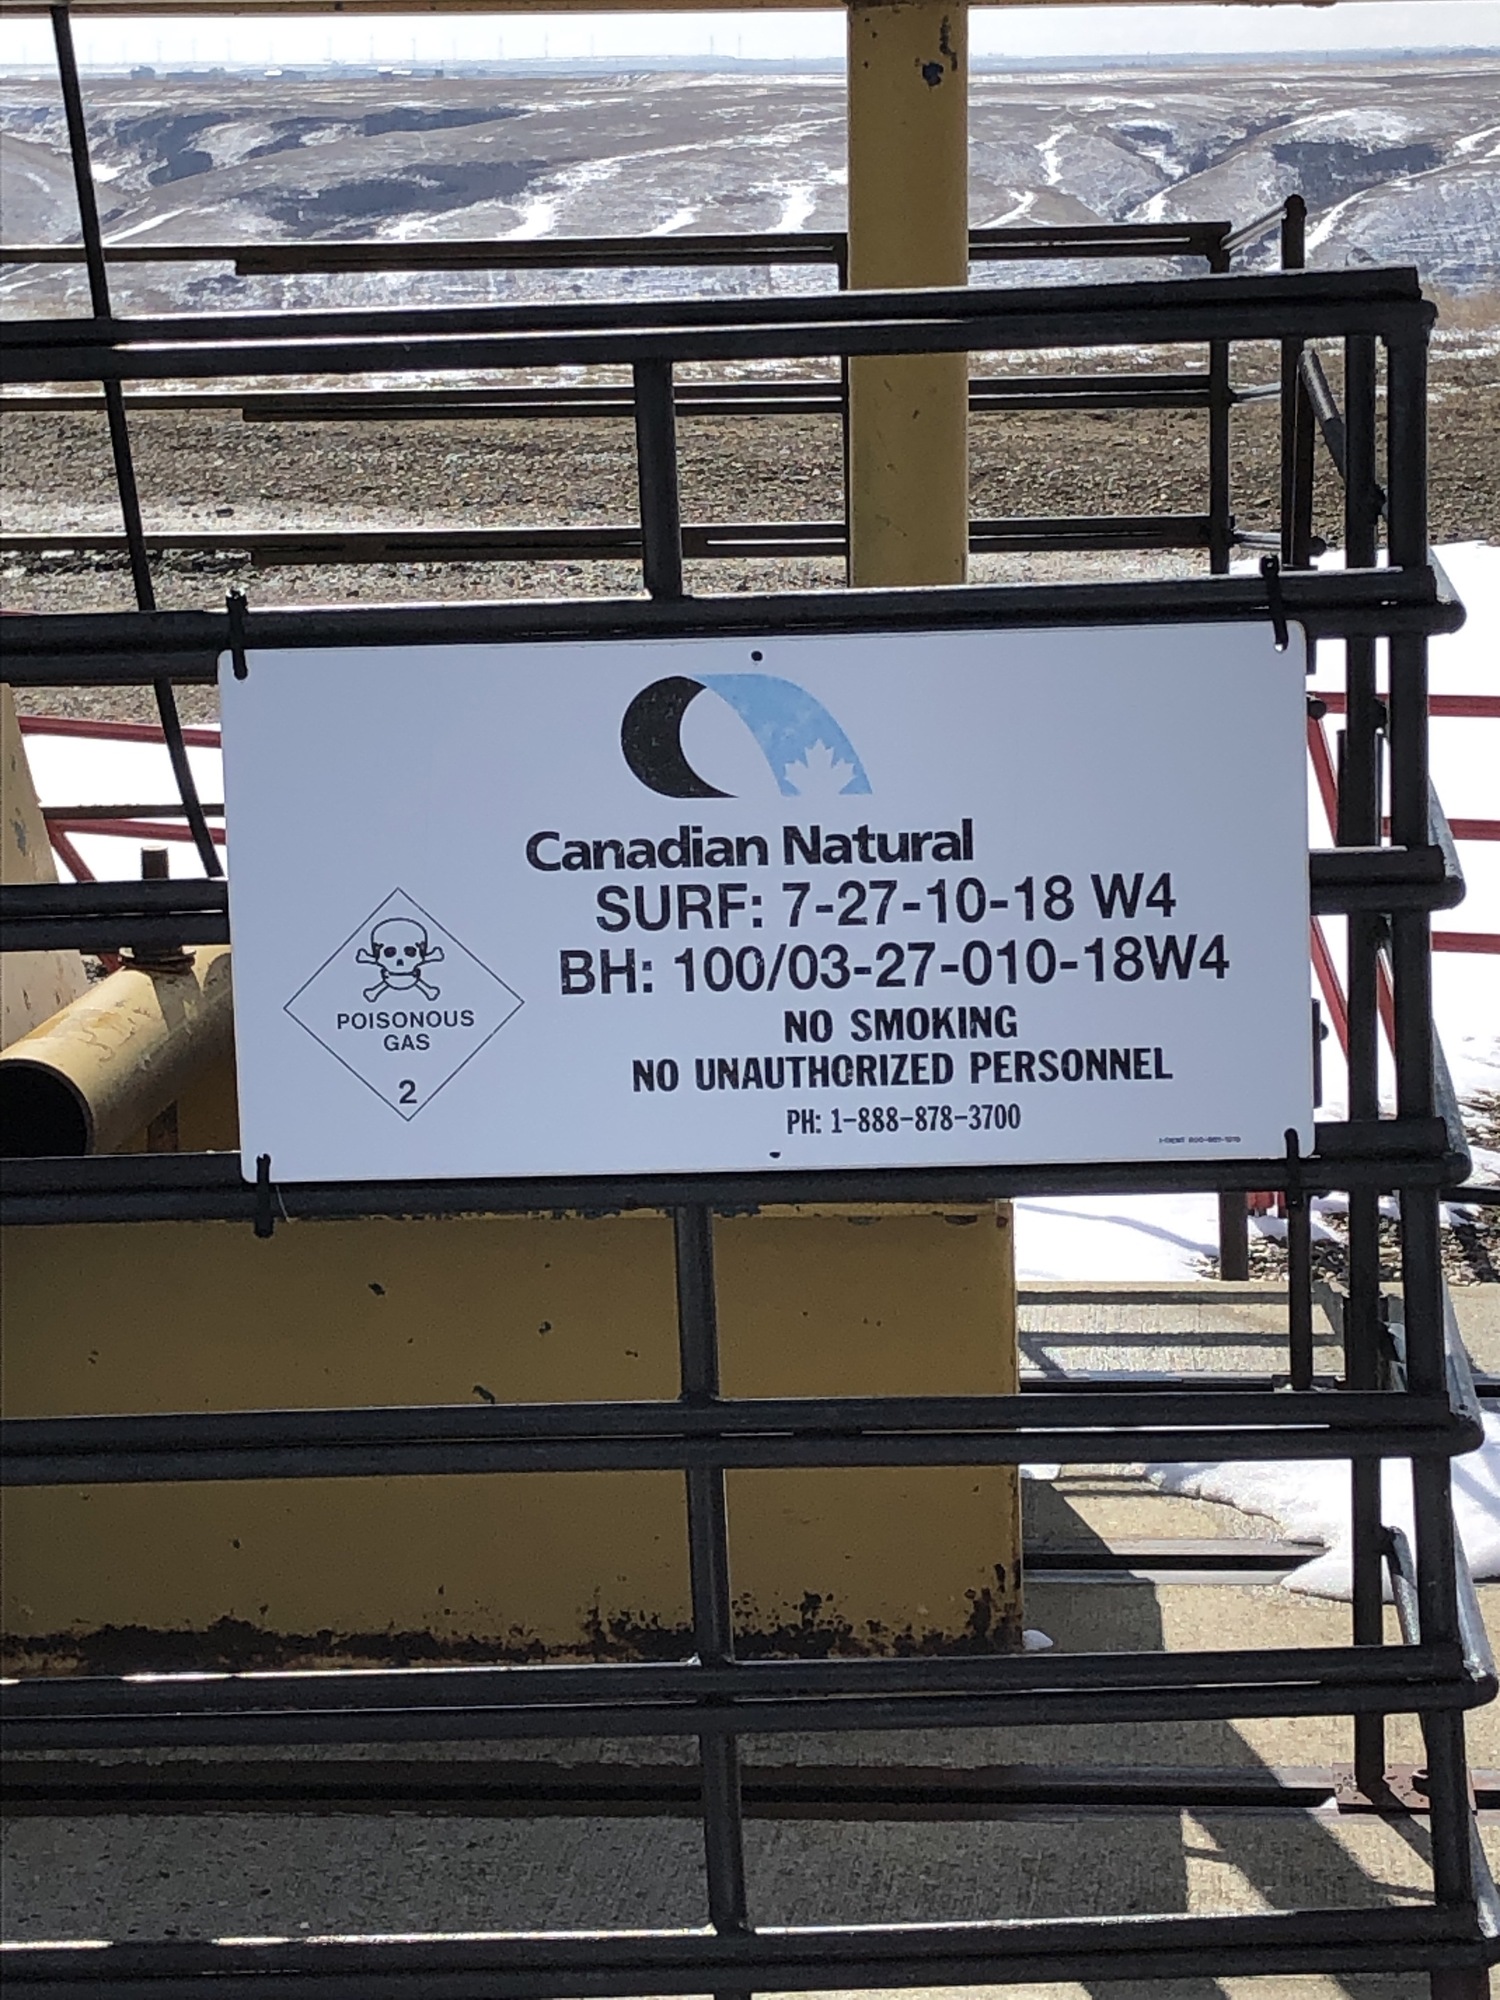 Canadian Natural
SURF: 7-27-10-18 W4
BH: 100/03-27-010-18W4
NO SMOKING
NO UNAUTHORIZED PERSONNEL
PH: 1-888-878-3700
POISONOUS
GAS
2